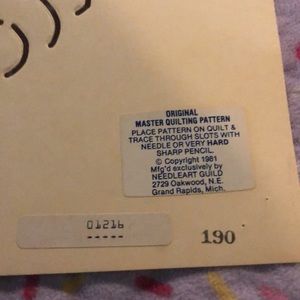 ORIGINAL
MASTER QUILTING PATTERN
PLACE PATTERN ON QUILT &
TRACE THROUGH SLOTS WITH
NEEDLE OR VERY HARD
SHARP PENCIL.
© Copyright 1981
Mfg'd exclusively by
NEEDLEART GUILD
2729 Oakwood, N.E.
Grand Rapids, Mich.
01216
-----
190